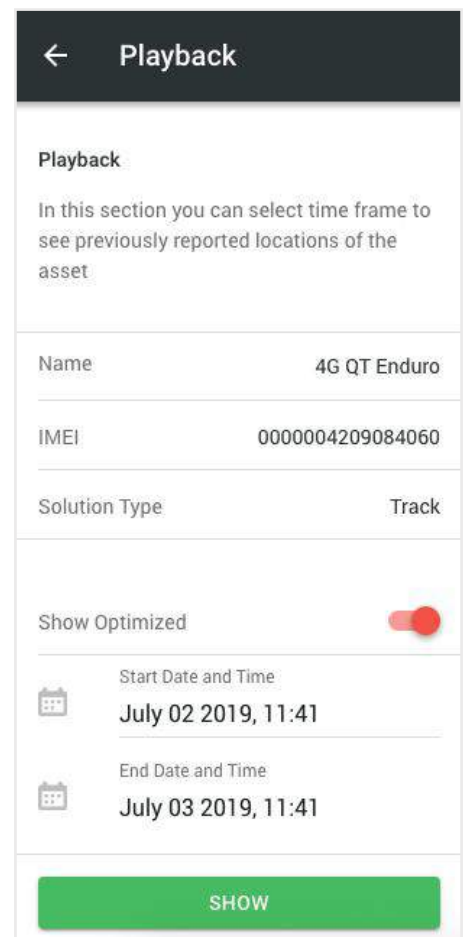 Playback
Playback
In this section you can select time frame to
see previously reported locations of the
asset
Name 4G QT Enduro
IMEI 0000004209084060
Solution Type Track
Show Optimized
Start Date and Time
July 02 2019, 11:41
End Date and Time
July 03 2019, 11:41
SHOW